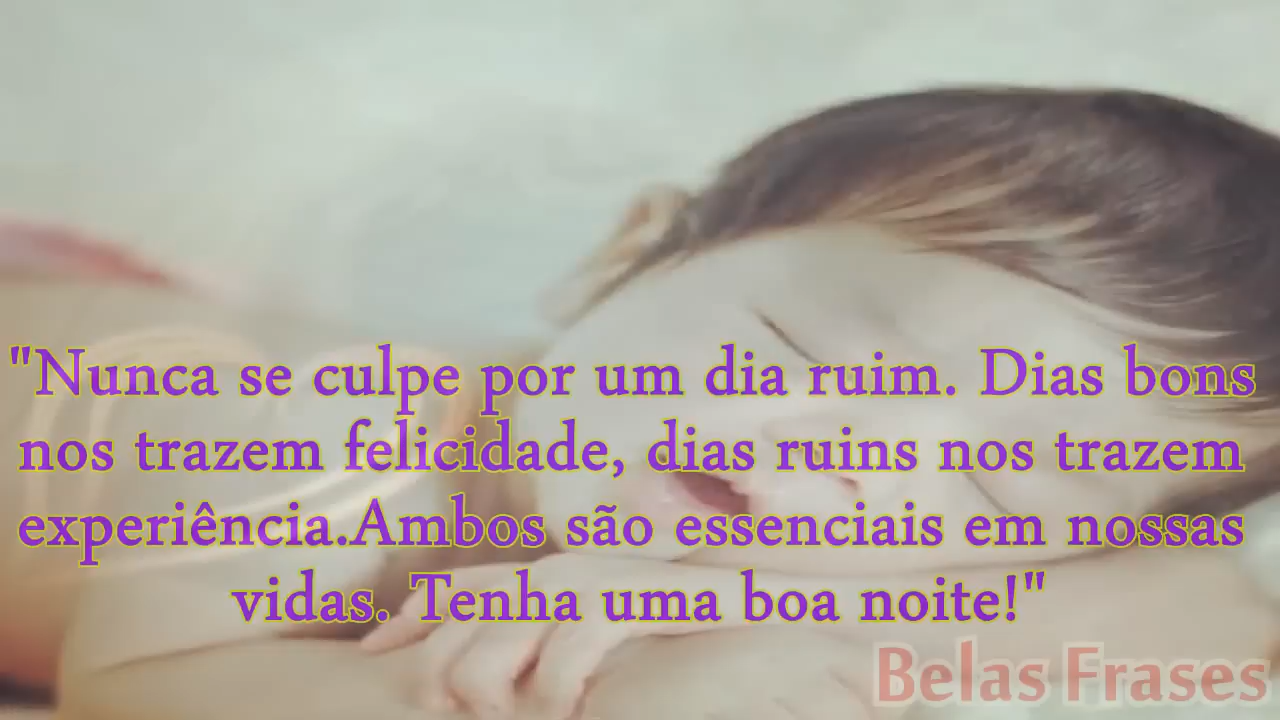 "Nunca se culpe por um dia ruim. Dias bons
nos trazem felicidade, dias ruins nos trazem
experiência.Ambos são essenciais em nossas
vidas. Tenha uma boa noite!"
Belas Frases